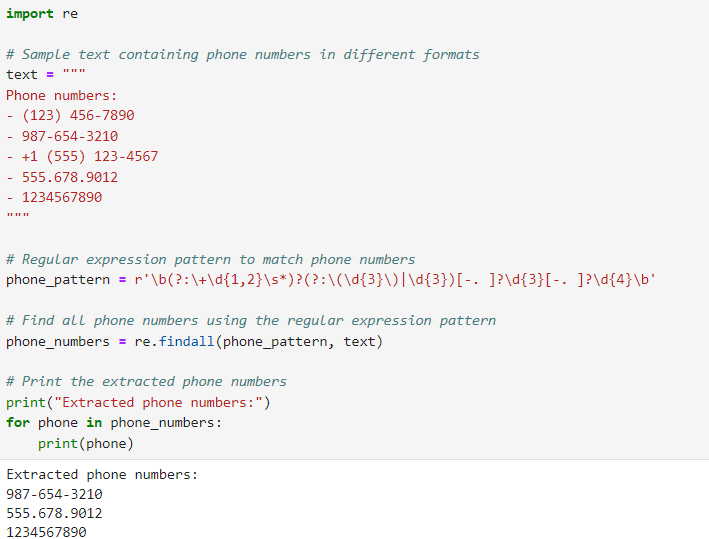 import re
# Sample text containing phone numbers in different formats
text = """
Phone numbers:
- (123) 456-7890
- 987-654-3210
- +1 (555) 123-4567
- 555.678.9012
- 1234567890
"""
# Regular expression pattern to match phone numbers
phone_pattern = r'\b(?:\+\d{1,2}\s*)?(?:\(\d{3}\)|\d{3})[-. ]?\d{3}[-. ]?\d{4}\b'
# Find all phone numbers using the regular expression pattern
phone_numbers = re.findall(phone_pattern, text)
# Print the extracted phone numbers
print("Extracted phone numbers:")
for phone in phone_numbers:
    print(phone)
Extracted phone numbers:
987-654-3210
555.678.9012
1234567890